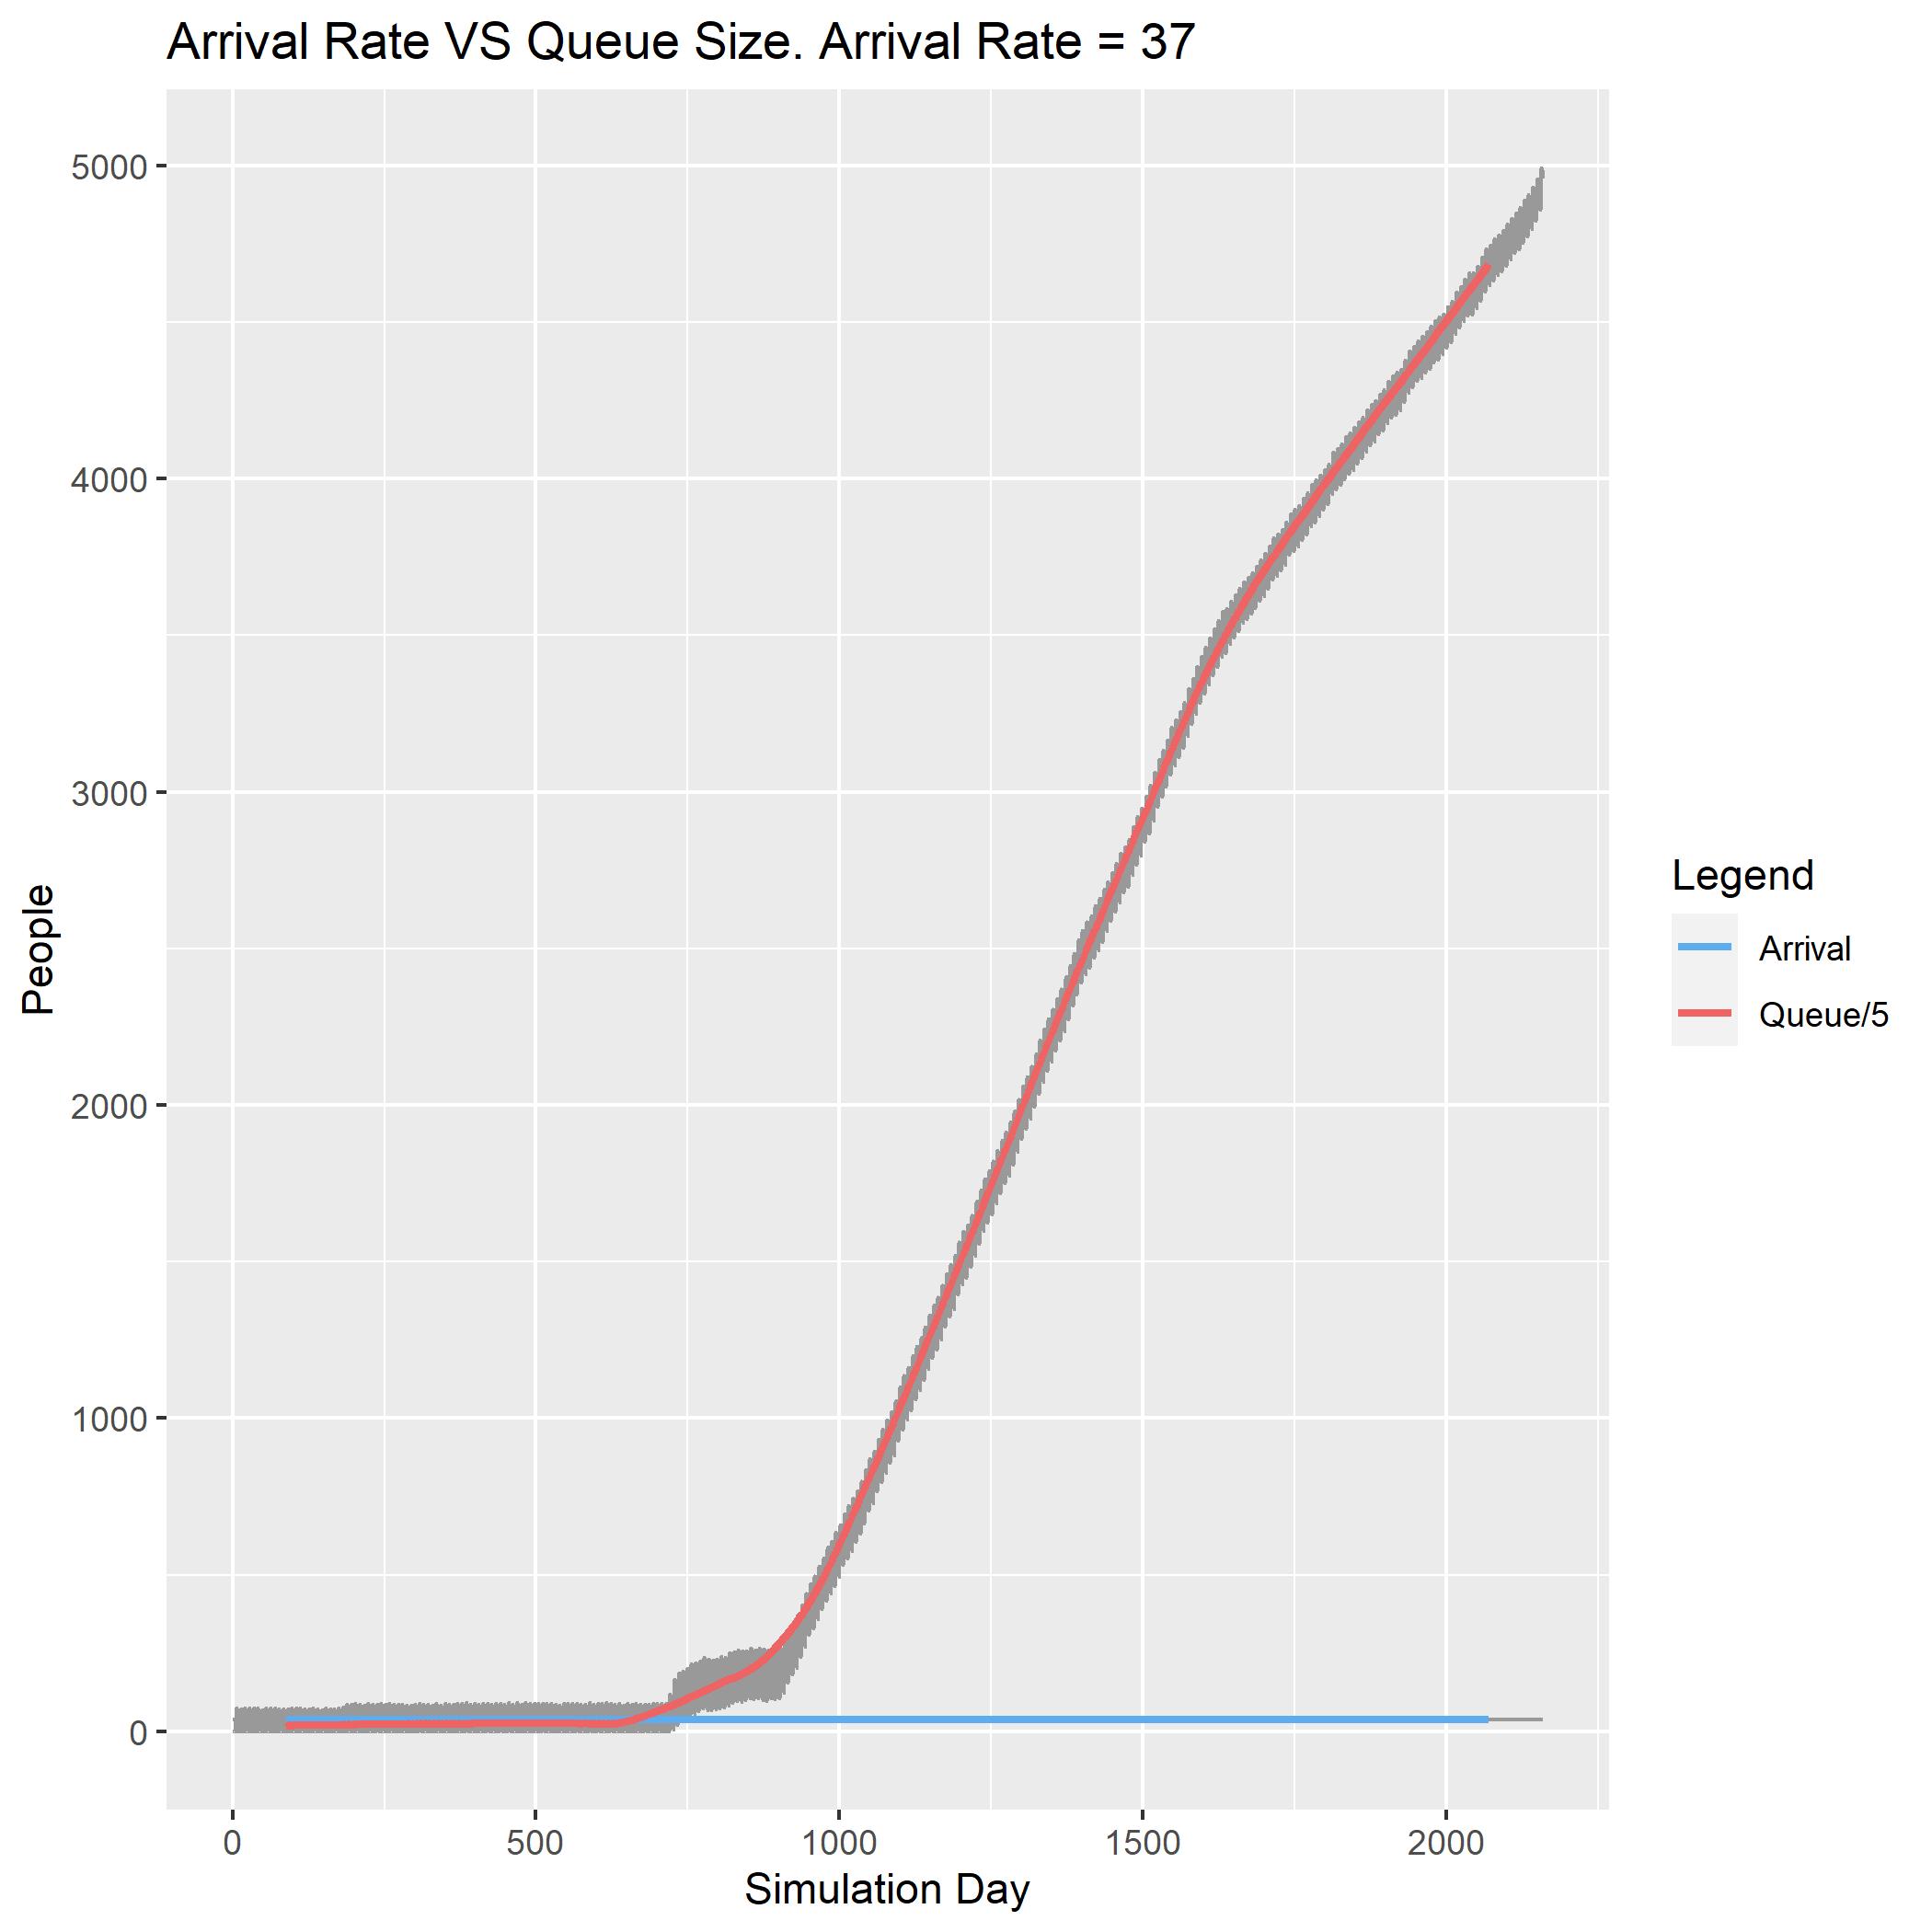 Arrival Rate VS Queue Size. Arrival Rate = 37
5000
4000
3000
2000
1000
0
People
0 500 1000 1500 2000
Simulation Day
Legend
Arrival
Queue/5